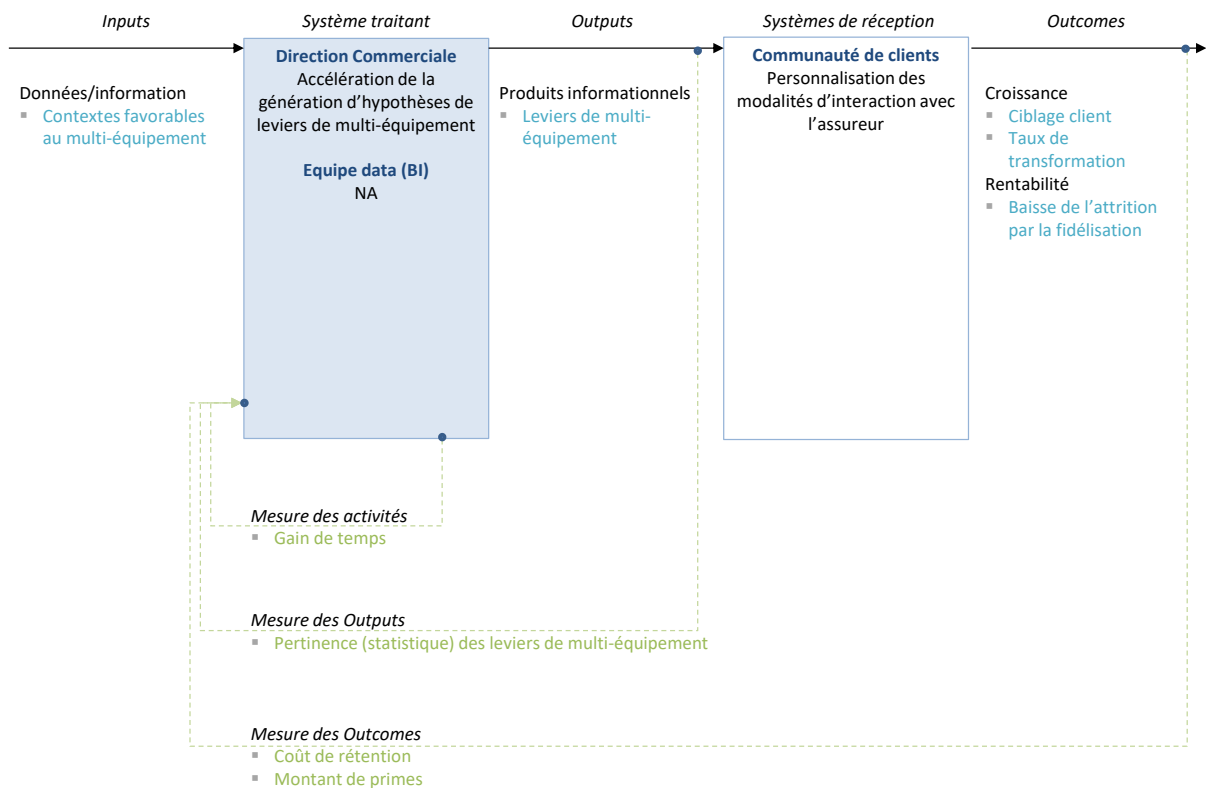 Inputs
Système traitant
Outputs
Systèmes de réception
Outcomes
Données/information
▪ Contextes favorables
au multi-équipement
Direction Commerciale
Accélération de la
génération d’hypothèses de
leviers de multi-équipement
Equipe data (BI)
NA
Produits informationnels
▪ Leviers de multi-
équipement
Communauté de clients
Personnalisation des
modalités d’interaction avec
l’assureur
Croissance
▪ Ciblage client
▪ Taux de
transformation
Rentabilité
▪ Baisse de l’attrition
par la fidélisation
Mesure des activités
▪ Gain de temps
Mesure des Outputs
▪ Pertinence (statistique) des leviers de multi-équipement
Mesure des Outcomes
▪ Coût de rétention
▪ Montant de primes